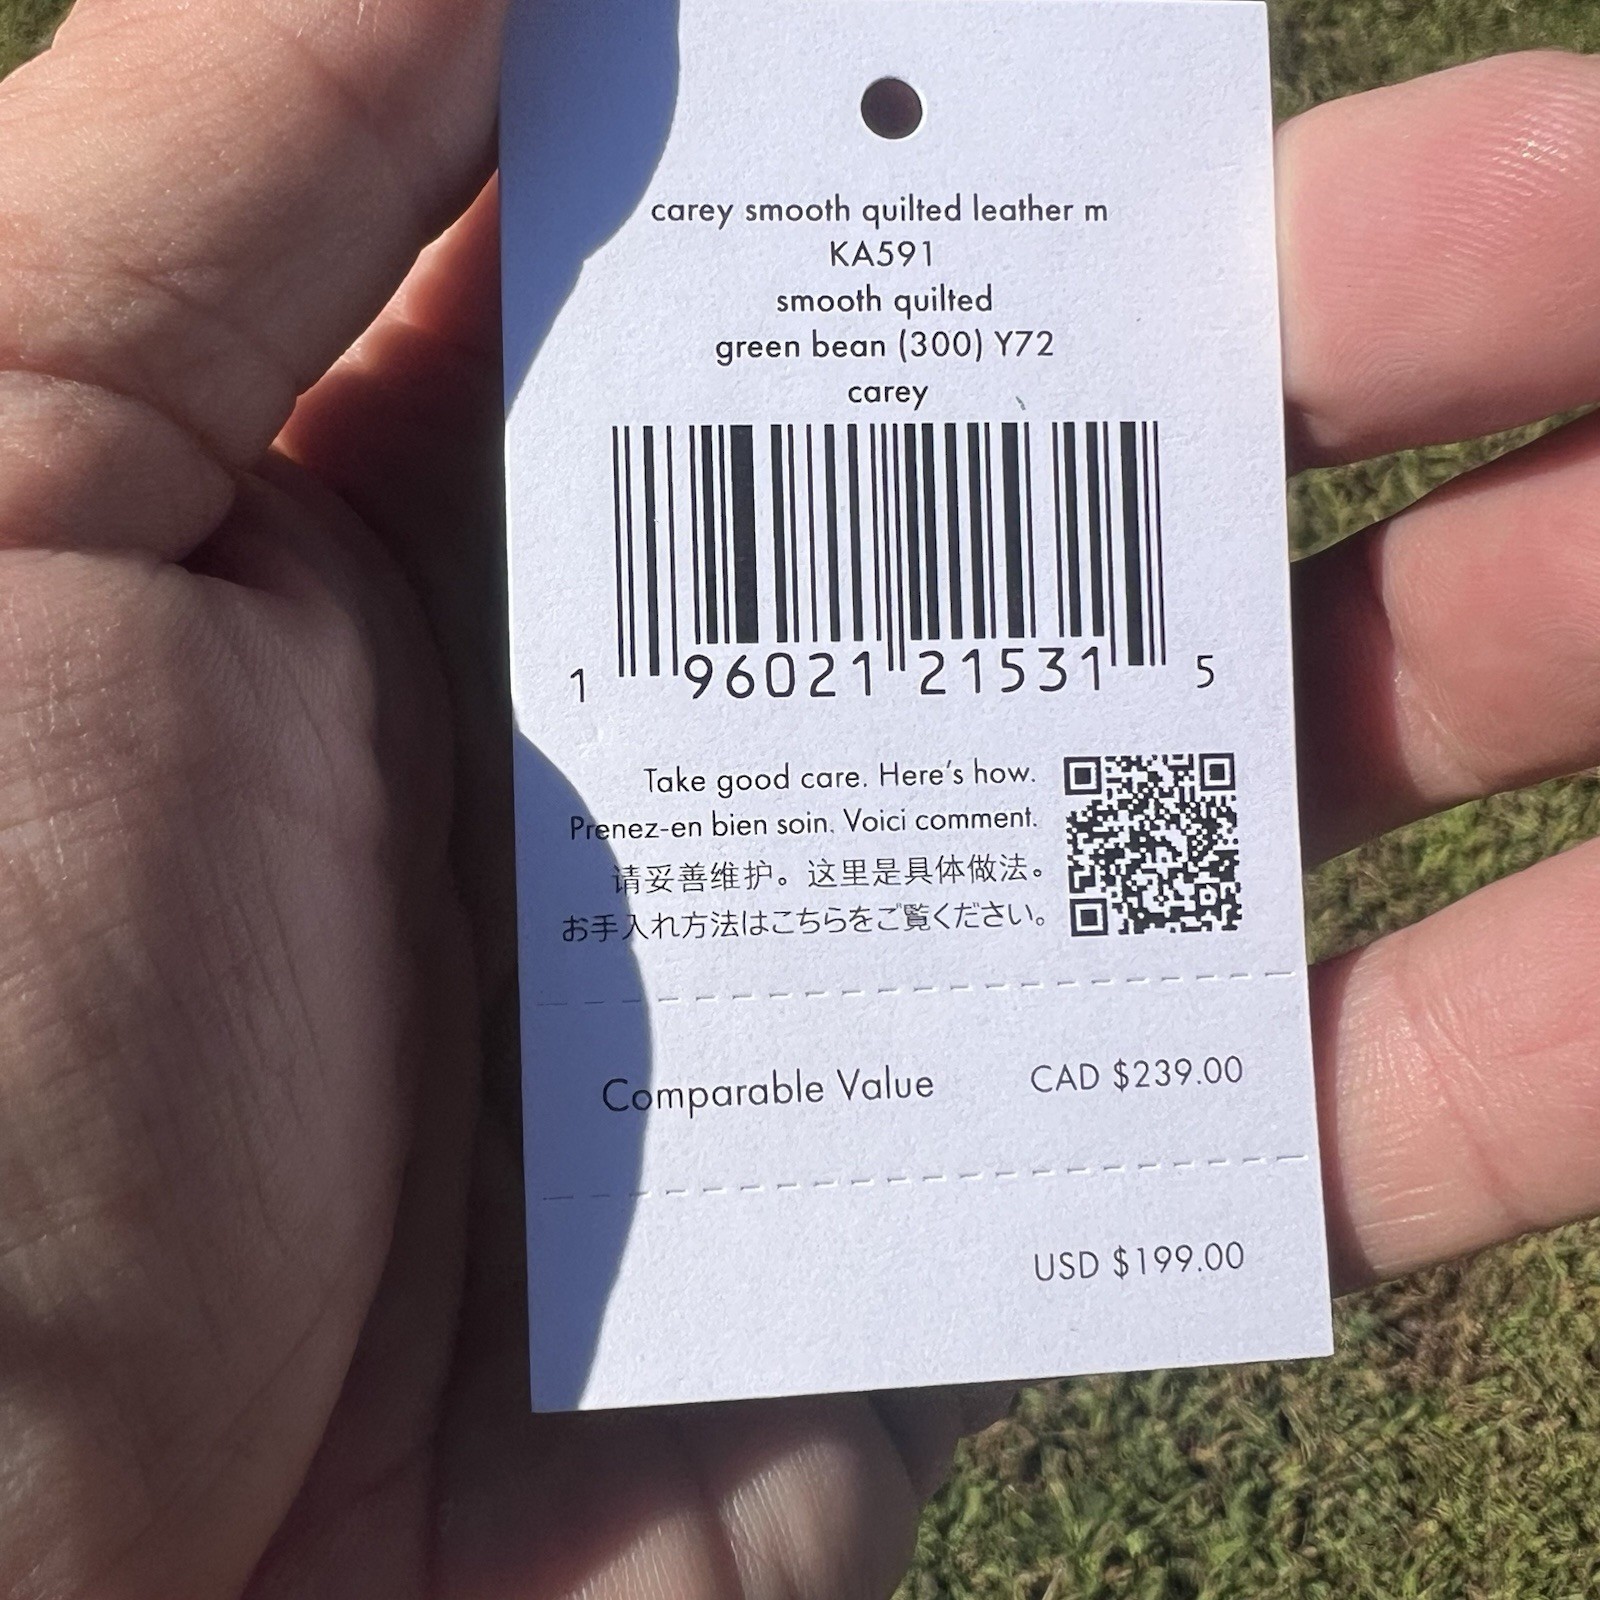 carey smooth quilted leather m
KA591
smooth quilted
green bean (300) Y72
carey
1 96021 21531 5
Take good care. Here's how.
Prenez-en bien soin. Voici comment.
请妥善维护。这里是具体做法。
お手入れ方法はこちらをご覧ください。
Comparable Value CAD $239.00
USD $199.00